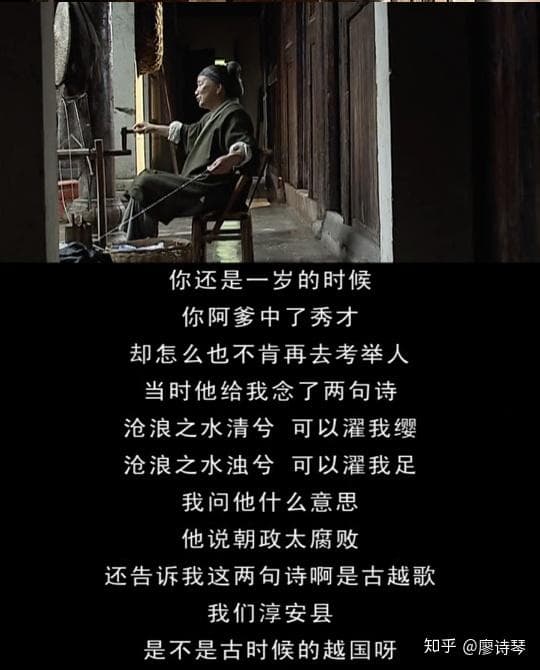 你还是一岁的时候
你阿爹中了秀才
却怎么也不肯再去考举人
当时他给我念了两句诗
沧浪之水清兮 可以濯我缨
沧浪之水浊兮 可以濯我足
我问他什么意思
他说朝政太腐败
还告诉我这两句诗啊是古越歌
我们淳安县
是不是古时候的越国呀
知乎 @廖诗琴